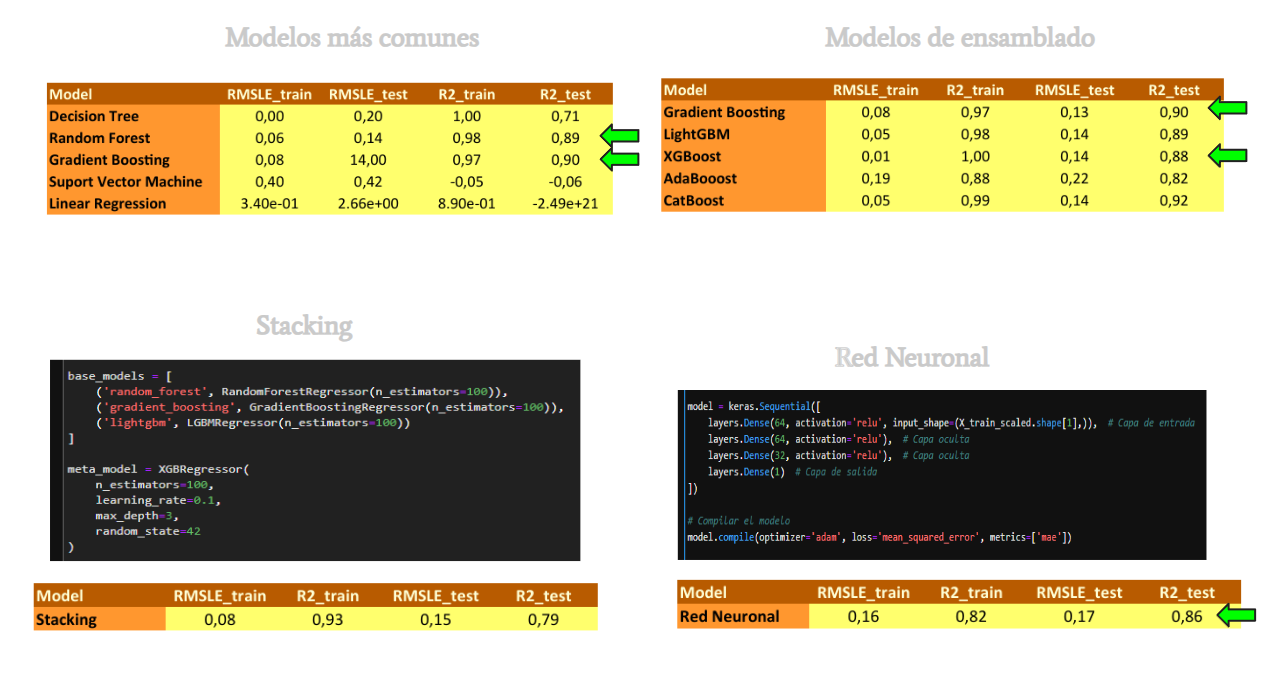 Modelos más comunes
Model RMSLE_train RMSLE_test R2_train R2_test
Decision Tree 0,00 0,20 1,00 0,71
Random Forest 0,06 0,14 0,98 0,89
Gradient Boosting 0,08 14,00 0,97 0,90
Suport Vector Machine 0,40 0,42 -0,05 -0,06
Linear Regression 3.40e-01 2.66e+00 8.90e-01 -2.49e+21
Modelos de ensamblado
Model RMSLE_train R2_train RMSLE_test R2_test
Gradient Boosting 0,08 0,97 0,13 0,90
LightGBM 0,05 0,98 0,14 0,89
XGBoost 0,01 1,00 0,14 0,88
AdaBooost 0,19 0,88 0,22 0,82
CatBoost 0,05 0,99 0,14 0,92
Stacking
base_models = [
('random_forest', RandomForestRegressor(n_estimators=100)),
('gradient_boosting', GradientBoostingRegressor(n_estimators=100)),
('lightgbm', LGBMRegressor(n_estimators=100))
]
meta_model = XGBRegressor(
n_estimators=100,
learning_rate=0.1,
max_depth=3,
random_state=42
)
Model RMSLE_train R2_train RMSLE_test R2_test
Stacking 0,08 0,93 0,15 0,79
Red Neuronal
model = keras.Sequential([
layers.Dense(64, activation='relu', input_shape=(X_train_scaled.shape[1],)), # Capa de entrada
layers.Dense(64, activation='relu'), # Capa oculta
layers.Dense(32, activation='relu'), # Capa oculta
layers.Dense(1) # Capa de salida
])
# Compilar el modelo
model.compile(optimizer='adam', loss='mean_squared_error', metrics=['mae'])
Model RMSLE_train R2_train RMSLE_test R2_test
Red Neuronal 0,16 0,82 0,17 0,86